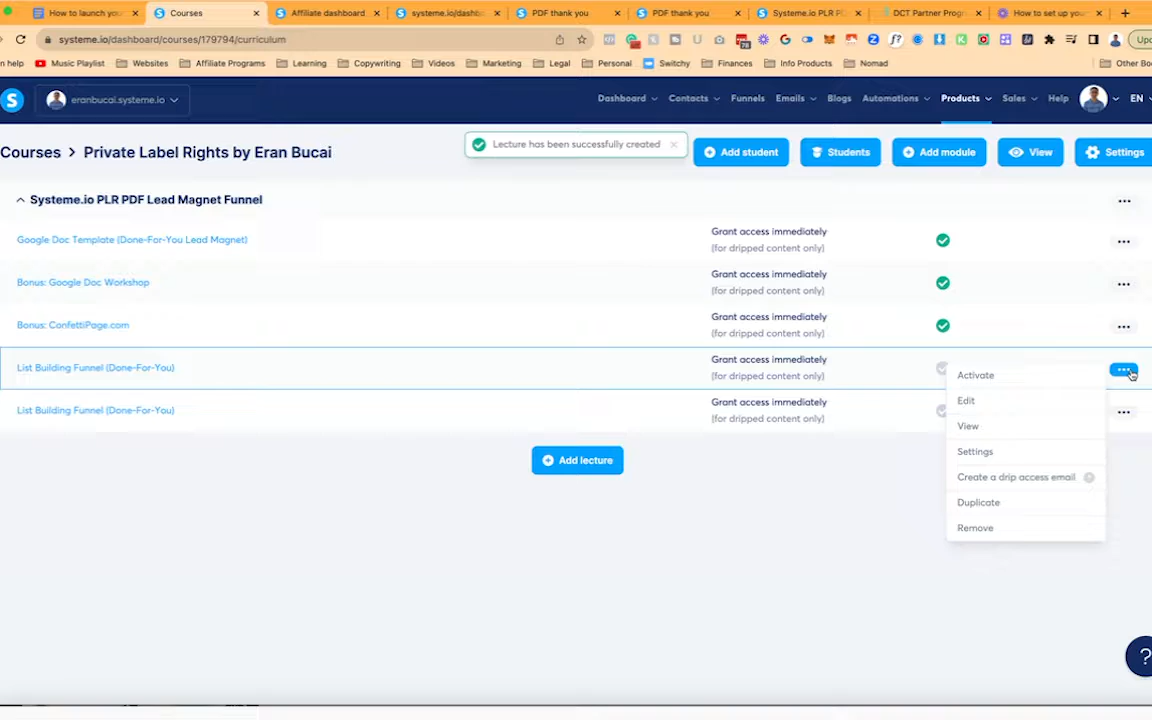 How to launch your
Courses
Affiliate dashboard
systeme.io/dashbo
PDF thank you
PDF thank you
Systeme.io PLR P
DCT Partner Prog
How to set up you
systeme.io/dashboard/courses/179794/curriculum
n help
Music Playlist
Websites
Affiliate Programs
Learning
Copywriting
Videos
Marketing
Legal
Personal
Switchy
Finances
Info Products
Nomad
Other Bo
S
eranbucai.systeme.io
Dashboard
Contacts
Funnels
Emails
Blogs
Automations
Products
Sales
Help
EN
Courses > Private Label Rights by Eran Bucai
Lecture has been successfully created
Add student
Students
Add module
View
Settings
Systeme.io PLR PDF Lead Magnet Funnel
Google Doc Template (Done-For-You Lead Magnet)
Grant access immediately
(for dripped content only)
Bonus: Google Doc Workshop
Grant access immediately
(for dripped content only)
Bonus: ConfettiPage.com
Grant access immediately
(for dripped content only)
List Building Funnel (Done-For-You)
Grant access immediately
(for dripped content only)
List Building Funnel (Done-For-You)
Grant access immediately
(for dripped content only)
Activate
Edit
View
Settings
Create a drip access email
Duplicate
Remove
Add lecture
?